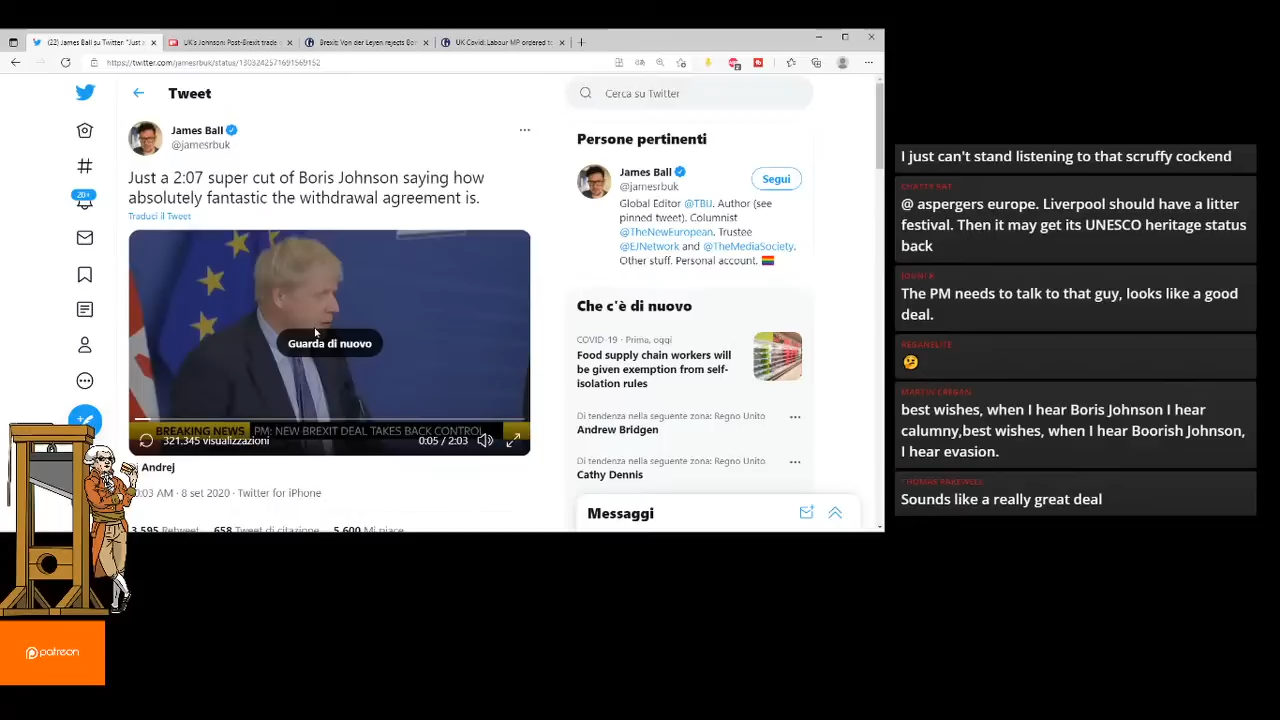 (22) James Ball su Twitter: "Just a
UK's Johnson: Post-Brexit trade
Brexit: Von der Leyen rejects Bo
UK Covid: Labour MP ordered t
https://twitter.com/jamesrbuk/status/1303242571691569152
Tweet
James Ball
@jamesrbuk
Just a 2:07 super cut of Boris Johnson saying how
absolutely fantastic the withdrawal agreement is.
Traduci il Tweet
Guarda di nuovo
BREAKING NEWS PM: NEW BREXIT DEAL TAKES BACK CONTROL
321.345 visualizzazioni
0:05 / 2:03
Andrej
:03 AM · 8 set 2020 · Twitter for iPhone
3.595 Retweet 658 Tweet di citazione 5.600 Mi piace
20+
Cerca su Twitter
Persone pertinenti
James Ball
@jamesrbuk
Segui
Global Editor @TBIJ. Author (see
pinned tweet). Columnist
@TheNewEuropean. Trustee
@EJNetwork and @TheMediaSociety.
Other stuff. Personal account.
Che c'è di nuovo
COVID-19 · Prima, oggi
Food supply chain workers will
be given exemption from self-
isolation rules
Di tendenza nella seguente zona: Regno Unito
Andrew Bridgen
Di tendenza nella seguente zona: Regno Unito
Cathy Dennis
Messaggi
I just can't stand listening to that scruffy cockend
CHATTY RAT
@ aspergers europe. Liverpool should have a litter
festival. Then it may get its UNESCO heritage status
back
The PM needs to talk to that guy, looks like a good
deal.
REGANELITE
MARTIN CREGAN
best wishes, when I hear Boris Johnson I hear
calumny,best wishes, when I hear Boorish Johnson,
I hear evasion.
THOMAS BAKEWELL
Sounds like a really great deal
patreon